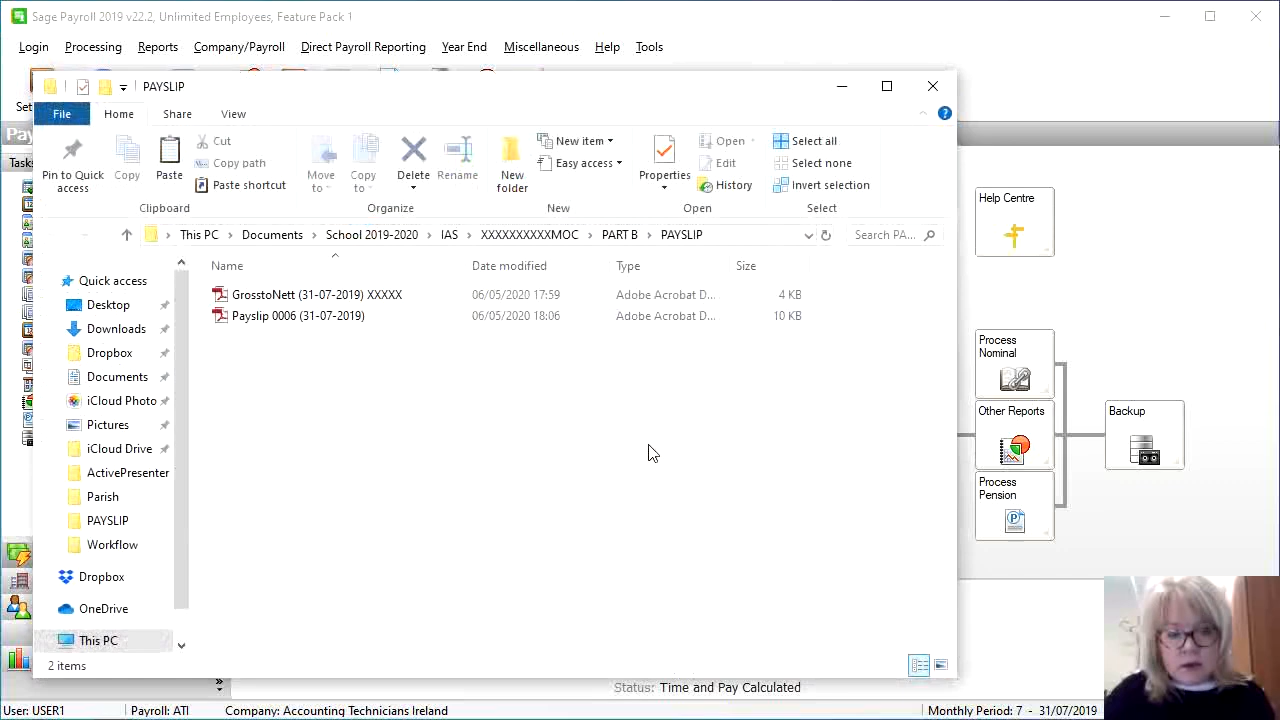 Sage Payroll 2019 v22.2, Unlimited Employees, Feature Pack 1
Login Processing Reports Company/Payroll Direct Payroll Reporting Year End Miscellaneous Help Tools
Set
Pay
Tasks
PAYSLIP
File Home Share View
Pin to Quick access
Copy
Paste
Cut
Copy path
Paste shortcut
Clipboard
Move to
Copy to
Delete
Rename
Organize
New folder
New item
Easy access
New
Properties
Open
Edit
History
Open
Select all
Select none
Invert selection
Select
This PC Documents School 2019-2020 IAS XXXXXXXXXXMOC PART B PAYSLIP
Search PA...
Name Date modified Type Size
GrosstoNett (31-07-2019) XXXXX 06/05/2020 17:59 Adobe Acrobat D... 4 KB
Payslip 0006 (31-07-2019) 06/05/2020 18:06 Adobe Acrobat D... 10 KB
Quick access
Desktop
Downloads
Dropbox
Documents
iCloud Photo
Pictures
iCloud Drive
ActivePresenter
Parish
PAYSLIP
Workflow
Dropbox
OneDrive
This PC
2 items
Help Centre
Process
Nominal
Other Reports
Process
Pension
Backup
Status: Time and Pay Calculated
User: USER1 Payroll: ATI Company: Accounting Technicians Ireland Monthly Period: 7 - 31/07/2019